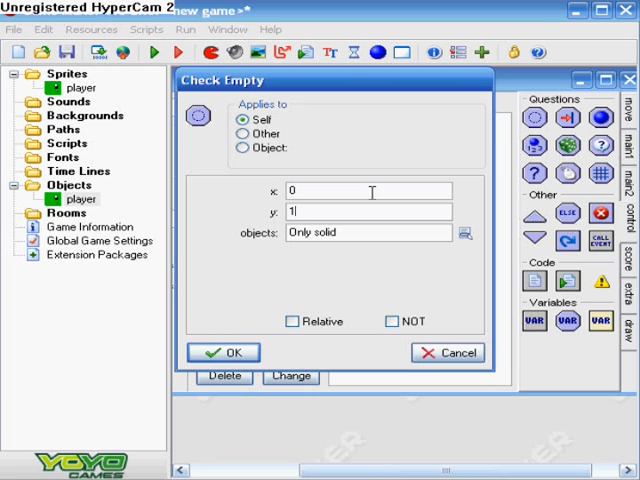 Unregistered HyperCam 2
new game>*
File Edit Resources Scripts Run Window Help
Check Empty
Sprites
player
Sounds
Backgrounds
Paths
Scripts
Fonts
Time Lines
Objects
player
Rooms
Game Information
Global Game Settings
Extension Packages
Applies to
Self
Other
Object:
x: 0
y: 1
objects: Only solid
Relative
NOT
OK
Cancel
Delete
Change
Questions
Other
ELSE
CALL EVENT
Code
Variables
VAR VAR VAR
move
main1
main2
control
score
extra
draw
YOYO
GAMES